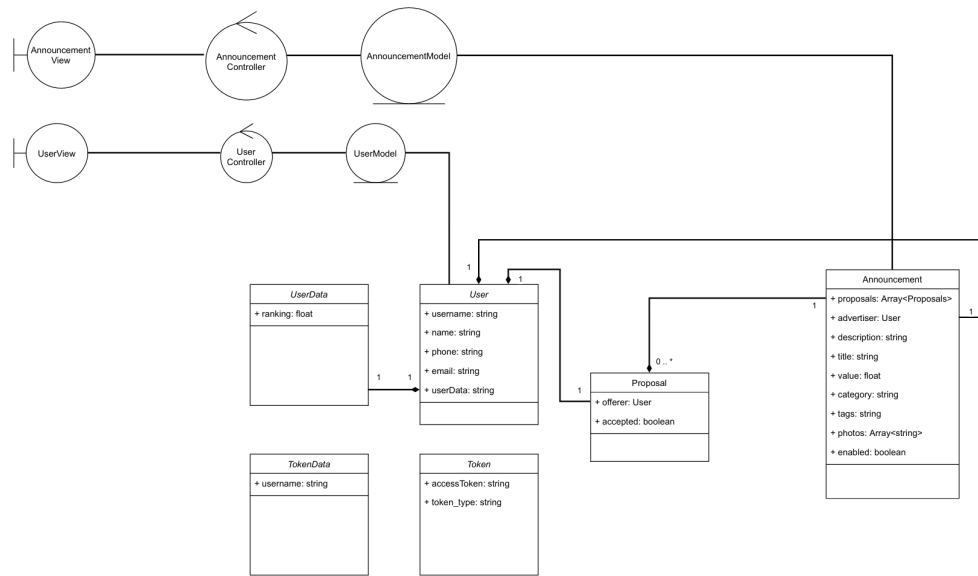 Announcement
View
Announcement
Controller
AnnouncementModel
UserView
User
Controller
UserModel
1
1
UserData
+ ranking: float
User
+ username: string
+ name: string
+ phone: string
+ email: string
+ userData: string
1
1
Proposal
+ offerer: User
+ accepted: boolean
1
0 .. *
1
Announcement
+ proposals: Array<Proposals>
+ advertiser: User
+ description: string
+ title: string
+ value: float
+ category: string
+ tags: string
+ photos: Array<string>
+ enabled: boolean
1
TokenData
+ username: string
Token
+ accessToken: string
+ token_type: string